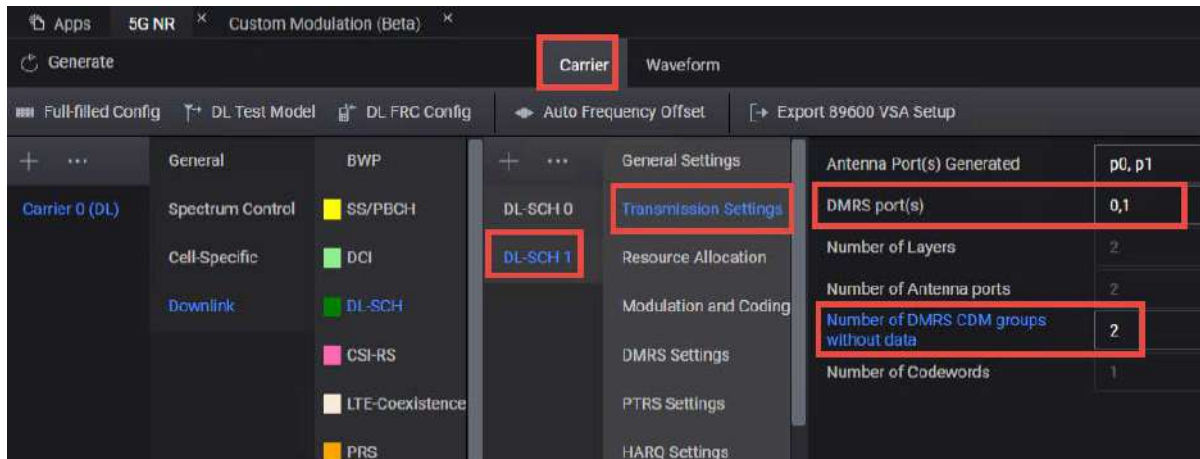 Apps 5G NR × Custom Modulation (Beta) ×
Generate Carrier Waveform
Full-filled Config DL Test Model DL FRC Config Auto Frequency Offset Export 89600 VSA Setup
+ ... General BWP + ... General Settings Antenna Port(s) Generated p0, p1
Carrier 0 (DL) Spectrum Control SS/PBCH DL-SCH 0 Transmission Settings DMRS port(s) 0,1
Cell-Specific DCI DL-SCH 1 Resource Allocation Number of Layers 2
Downlink DL-SCH Modulation and Coding Number of Antenna ports 2
Number of DMRS CDM groups
without data 2
CSI-RS DMRS Settings Number of Codewords 1
LTE-Coexistence PTRS Settings
PRS HARQ Settings